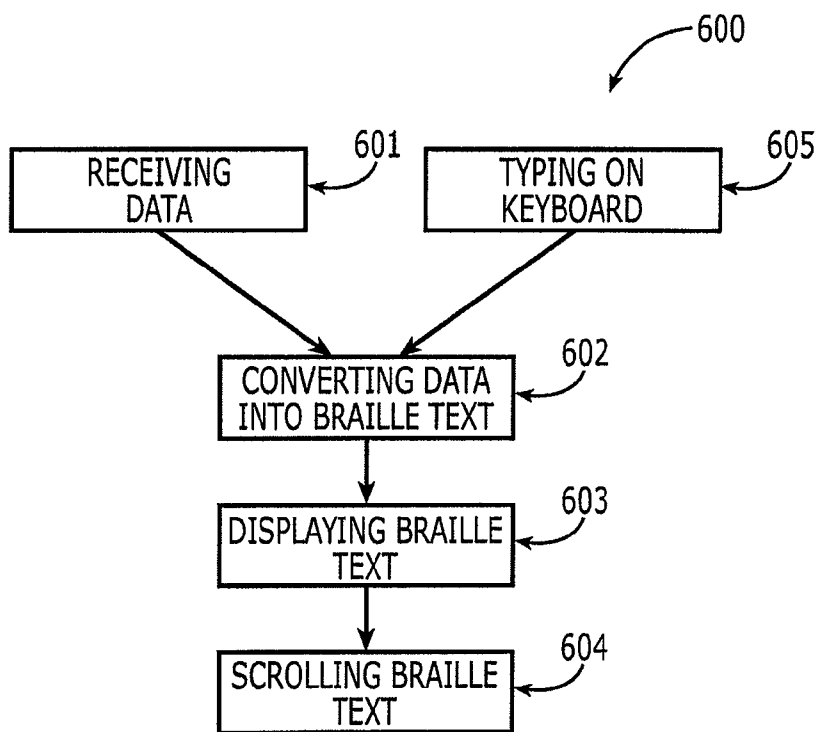 600
601
605
RECEIVING
DATA
TYPING ON
KEYBOARD
602
CONVERTING DATA
INTO BRAILLE TEXT
603
DISPLAYING BRAILLE
TEXT
604
SCROLLING BRAILLE
TEXT